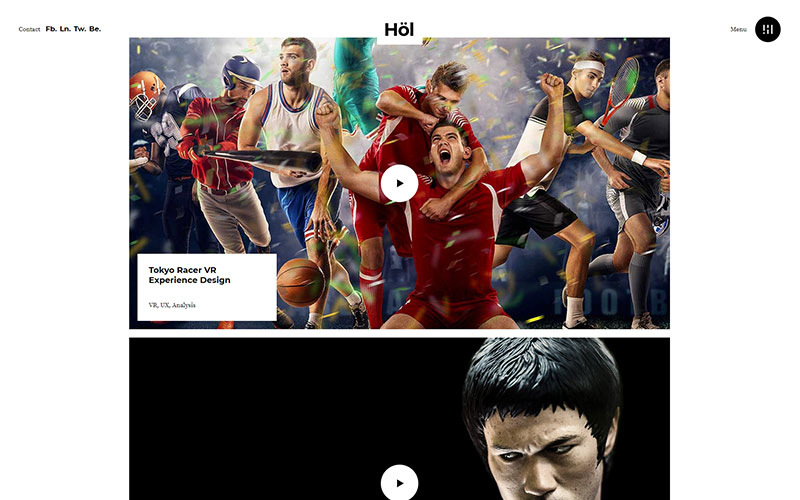 Contact Fb. Ln. Tw. Be.
Höl
Menu
Tokyo Racer VR
Experience Design
VR, UX, Analysis